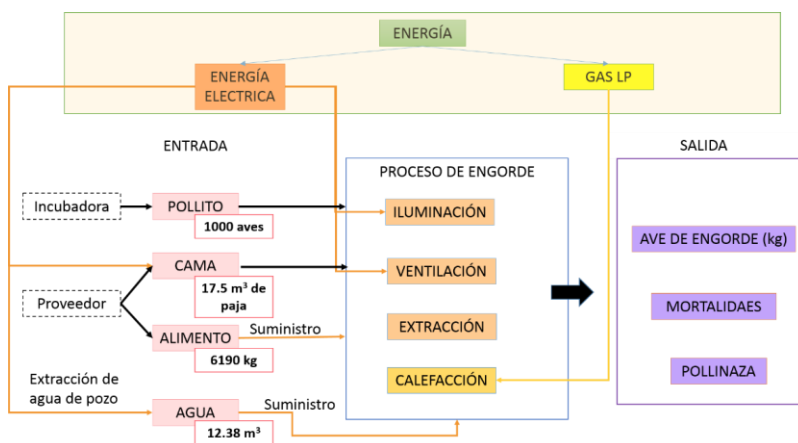 ENERGÍA
ENERGÍA
ELECTRICA
GAS LP
ENTRADA
SALIDA
PROCESO DE ENGORDE
Incubadora
POLLITO
1000 aves
ILUMINACIÓN
AVE DE ENGORDE (kg)
CAMA
17.5 m³ de
paja
VENTILACIÓN
Proveedor
MORTALIDAES
ALIMENTO
Suministro
6190 kg
EXTRACCIÓN
Extracción de
agua de pozo
CALEFACCIÓN
POLLINAZA
AGUA
Suministro
12.38 m³